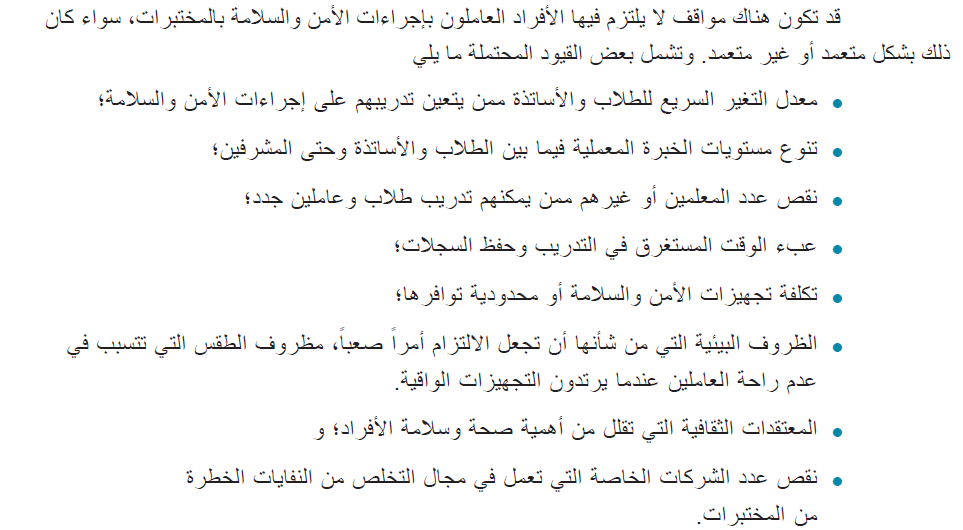 قد تكون هناك مواقف لا يلتزم فيها الأفراد العاملون بإجراءات الأمن والسلامة بالمختبرات، سواء كان
ذلك بشكل متعمد أو غير متعمد. وتشمل بعض القيود المحتملة ما يلي
• معدل التغير السريع للطلاب والأساتذة ممن يتعين تدريبهم على إجراءات الأمن والسلامة؛
• تنوع مستويات الخبرة المعملية فيما بين الطلاب والأساتذة وحتى المشرفين؛
• نقص عدد المعلمين أو غيرهم ممن يمكنهم تدريب طلاب وعاملين جدد؛
• عبء الوقت المستغرق في التدريب وحفظ السجلات؛
• تكلفة تجهيزات الأمن والسلامة أو محدودية توافرها؛
• الظروف البيئية التي من شأنها أن تجعل الالتزام أمراً صعباً، مظروف الطقس التي تتسبب في
عدم راحة العاملين عندما يرتدون التجهيزات الواقية.
• المعتقدات الثقافية التي تقلل من أهمية صحة وسلامة الأفراد؛ و
• نقص عدد الشركات الخاصة التي تعمل في مجال التخلص من النفايات الخطرة
من المختبرات.